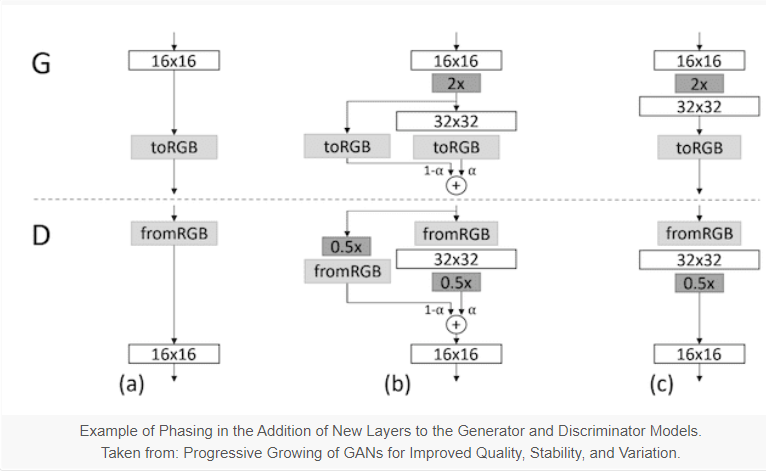 G
16x16
toRGB
16x16
2x
32x32
toRGB
toRGB
1-α
α
+
16x16
2x
32x32
toRGB
D
fromRGB
16x16
(a)
0.5x
fromRGB
fromRGB
32x32
0.5x
1-α
α
+
16x16
(b)
fromRGB
32x32
0.5x
16x16
(c)
Example of Phasing in the Addition of New Layers to the Generator and Discriminator Models.
Taken from: Progressive Growing of GANs for Improved Quality, Stability, and Variation.